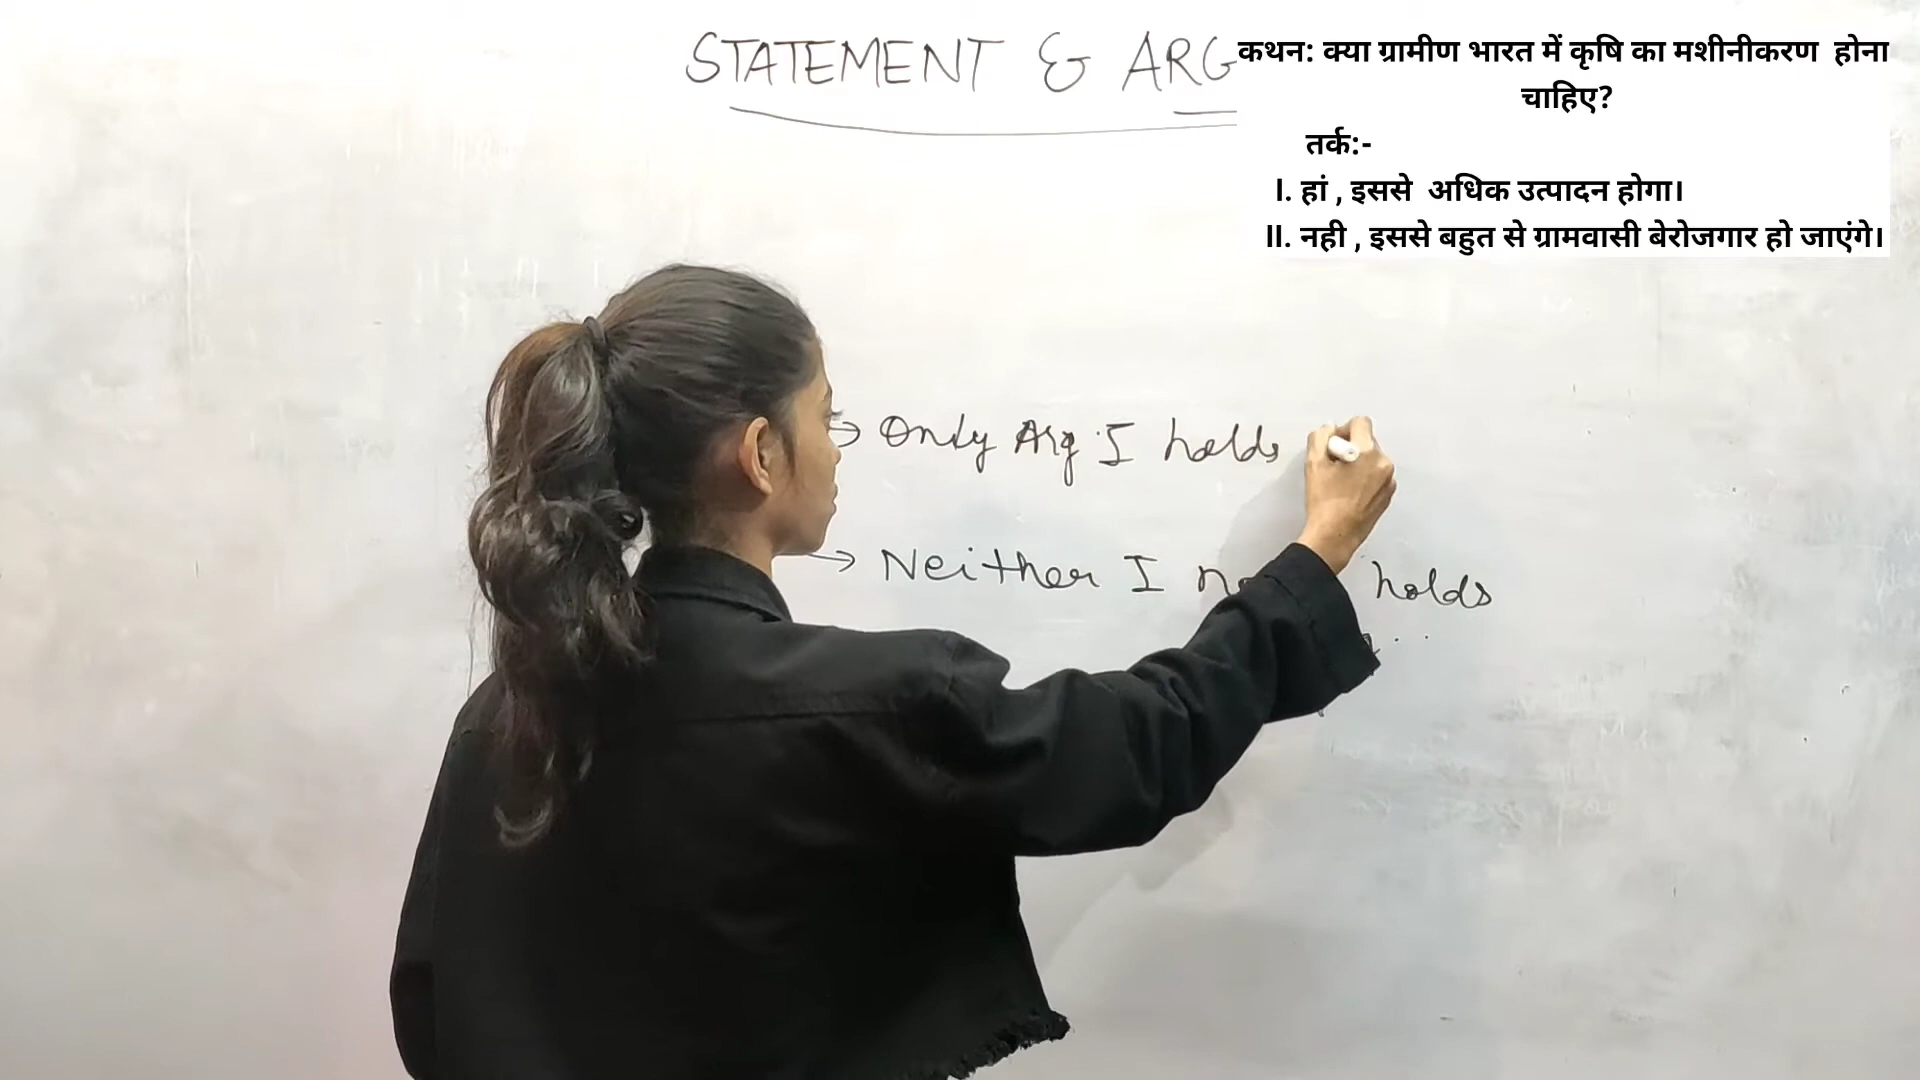 STATEMENT & ARG
कथन: क्या ग्रामीण भारत में कृषि का मशीनीकरण होना
चाहिए?
तर्क:-
I. हां , इससे अधिक उत्पादन होगा।
II. नही , इससे बहुत से ग्रामवासी बेरोजगार हो जाएंगे।
→ Only Arg I holds
→ Neither I holds